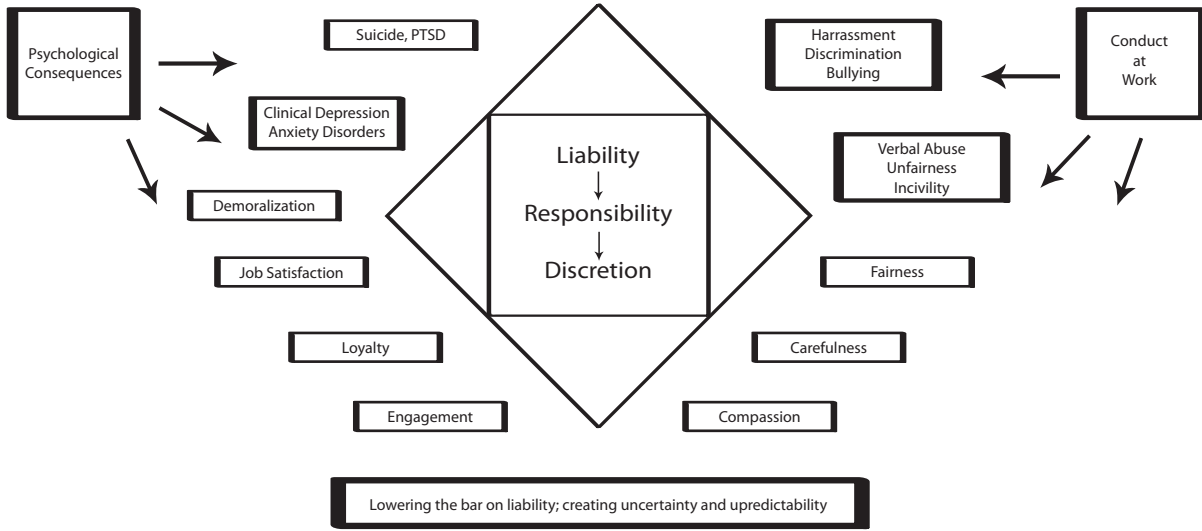 Psychological
Consequences
Suicide, PTSD
Clinical Depression
Anxiety Disorders
Demoralization
Job Satisfaction
Loyalty
Engagement
Liability
Responsibility
Discretion
Harrassment
Discrimination
Bullying
Conduct
at
Work
Verbal Abuse
Unfairness
Incivility
Fairness
Carefulness
Compassion
Lowering the bar on liability; creating uncertainty and upredictability